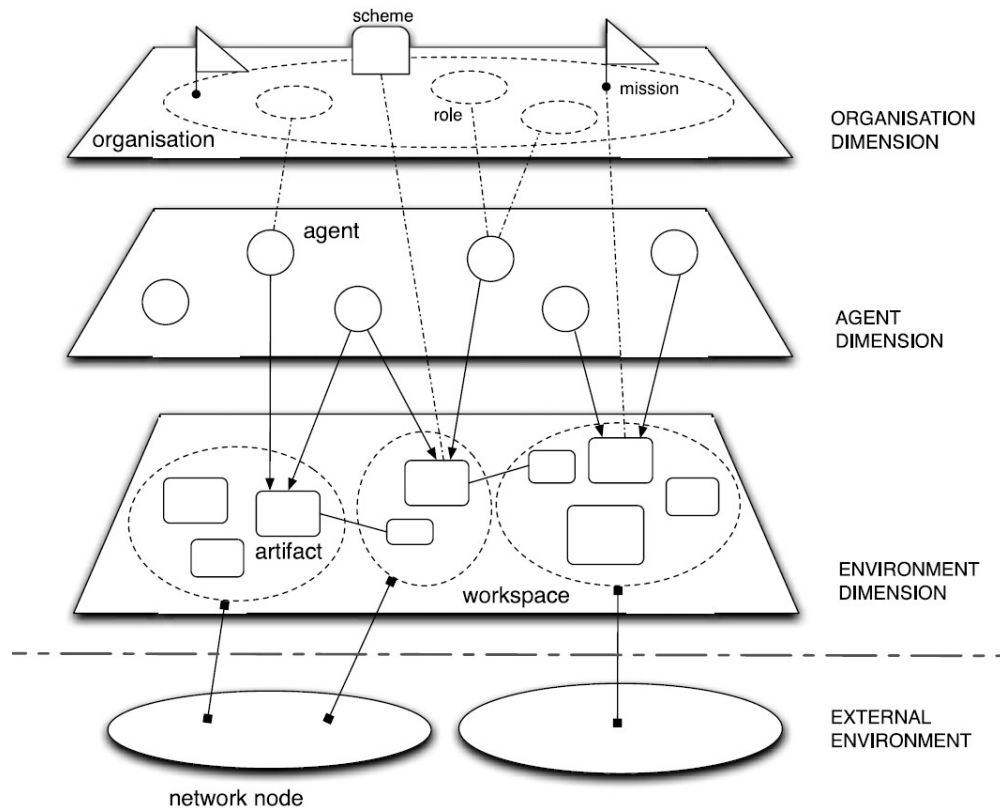 scheme
mission
role
organisation
ORGANISATION
DIMENSION
agent
AGENT
DIMENSION
artifact
workspace
ENVIRONMENT
DIMENSION
EXTERNAL
ENVIRONMENT
network node